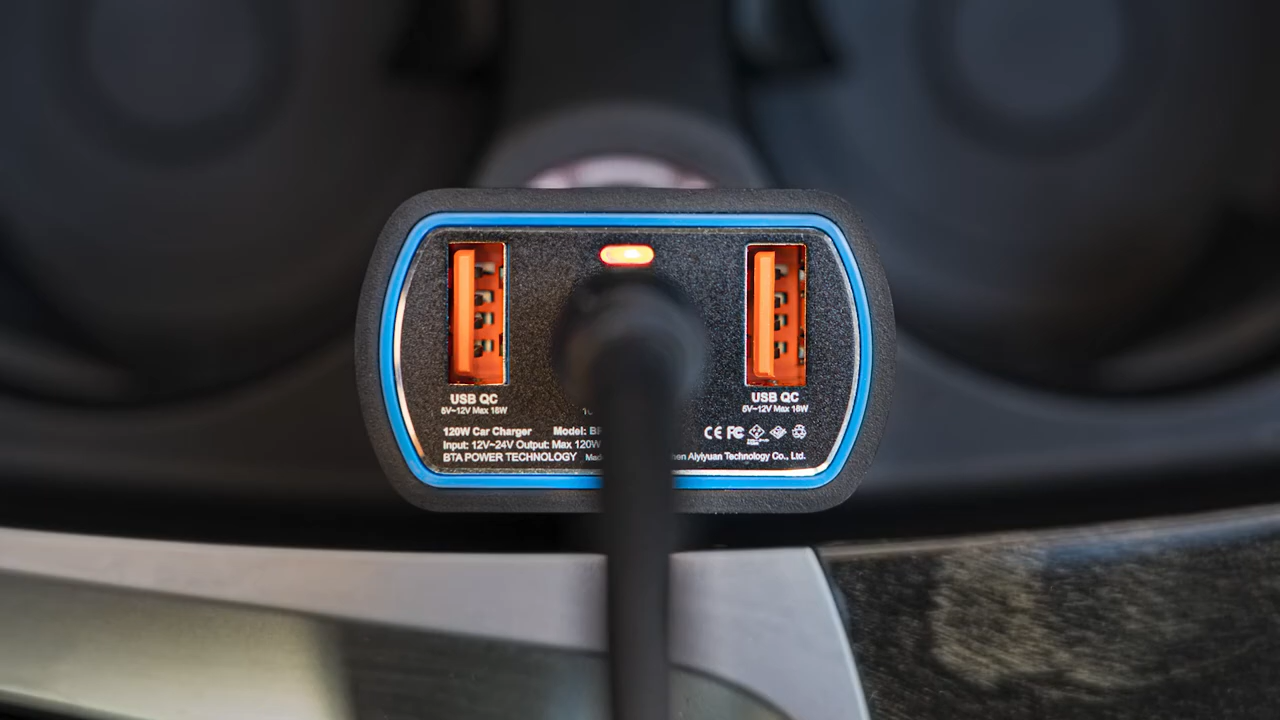 USB QC
5V~12V Max 18W
USB QC
5V~12V Max 18W
120W Car Charger Model:
Input: 12V~24V Output: Max 120W
CE FC
BTA POWER TECHNOLOGY Aiyiyuan Technology Co., Ltd.